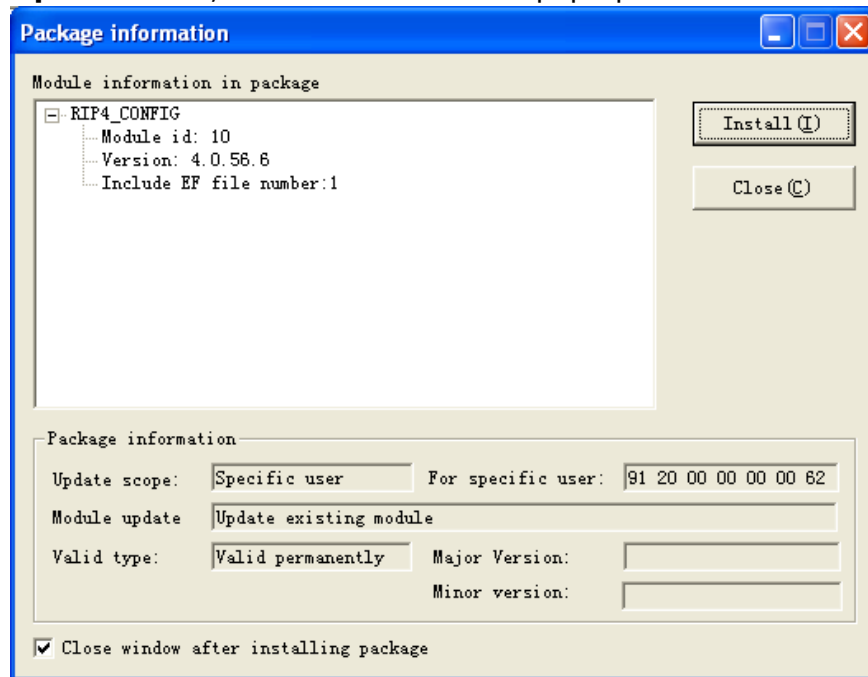 Package information
Module information in package
RIP4_CONFIG
Module id: 10
Version: 4.0.56.6
Include EF file number:1
Install(I)
Close(C)
Package information
Update scope: Specific user For specific user: 91 20 00 00 00 00 62
Module update Update existing module
Valid type: Valid permanently Major Version:
Minor version:
Close window after installing package